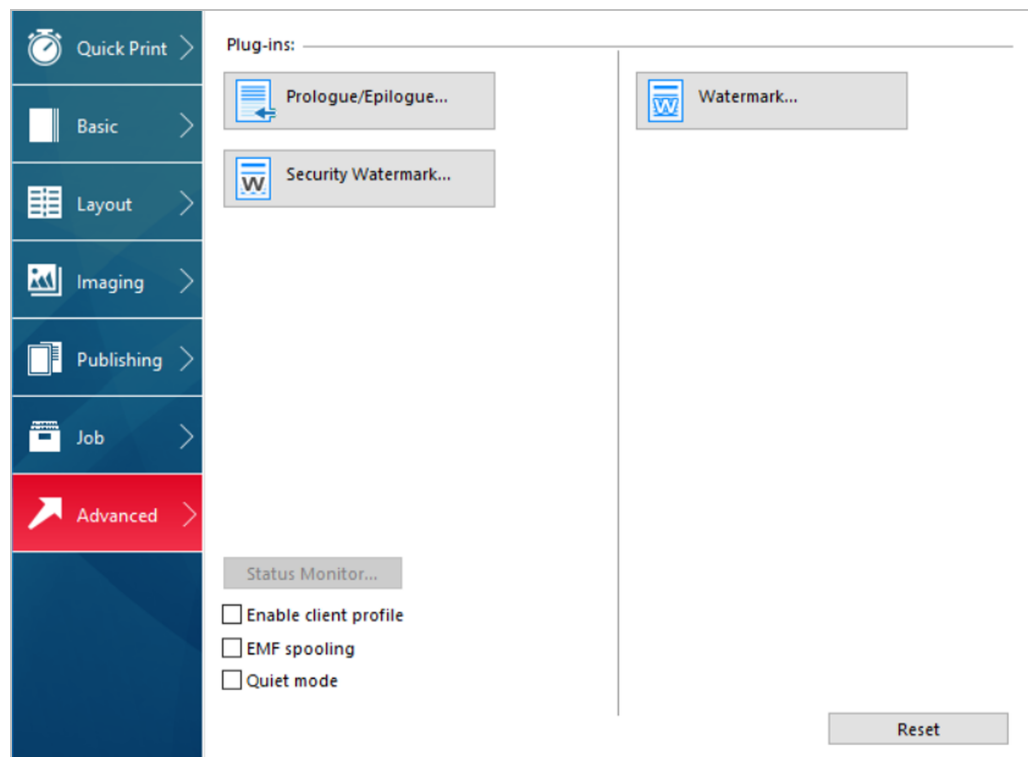 Quick Print
Basic
Layout
Imaging
Publishing
Job
Advanced
Plug-ins:
Prologue/Epilogue...
Watermark...
Security Watermark...
Status Monitor...
Enable client profile
EMF spooling
Quiet mode
Reset